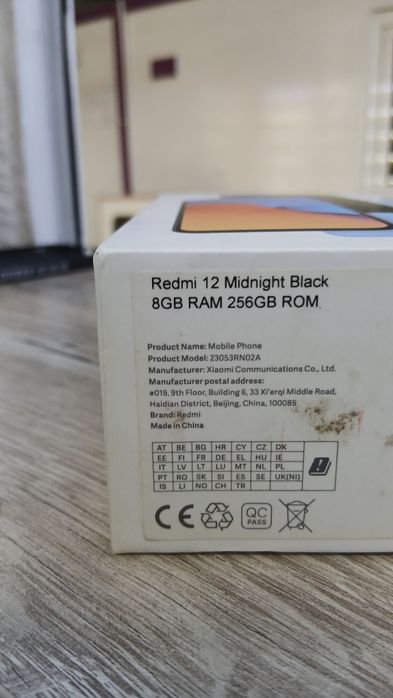 Redmi 12 Midnight Black
8GB RAM 256GB ROM
Product Name: Mobile Phone
Product Model: 23053RN02A
Manufacturer: Xiaomi Communications Co., Ltd.
Manufacturer postal address:
#019, 9th Floor, Building 6, 33 Xi'erqi Middle Road,
Haidian District, Beijing, China, 100085
Brand: Redmi
Made in China
AT BE BG HR CY CZ DK
EE FI FR DE EL HU IE
IT LV LT LU MT NL PL
PT RO SK SI ES SE UK(NI)
IS LI NO CH TR
CE QC
PASS